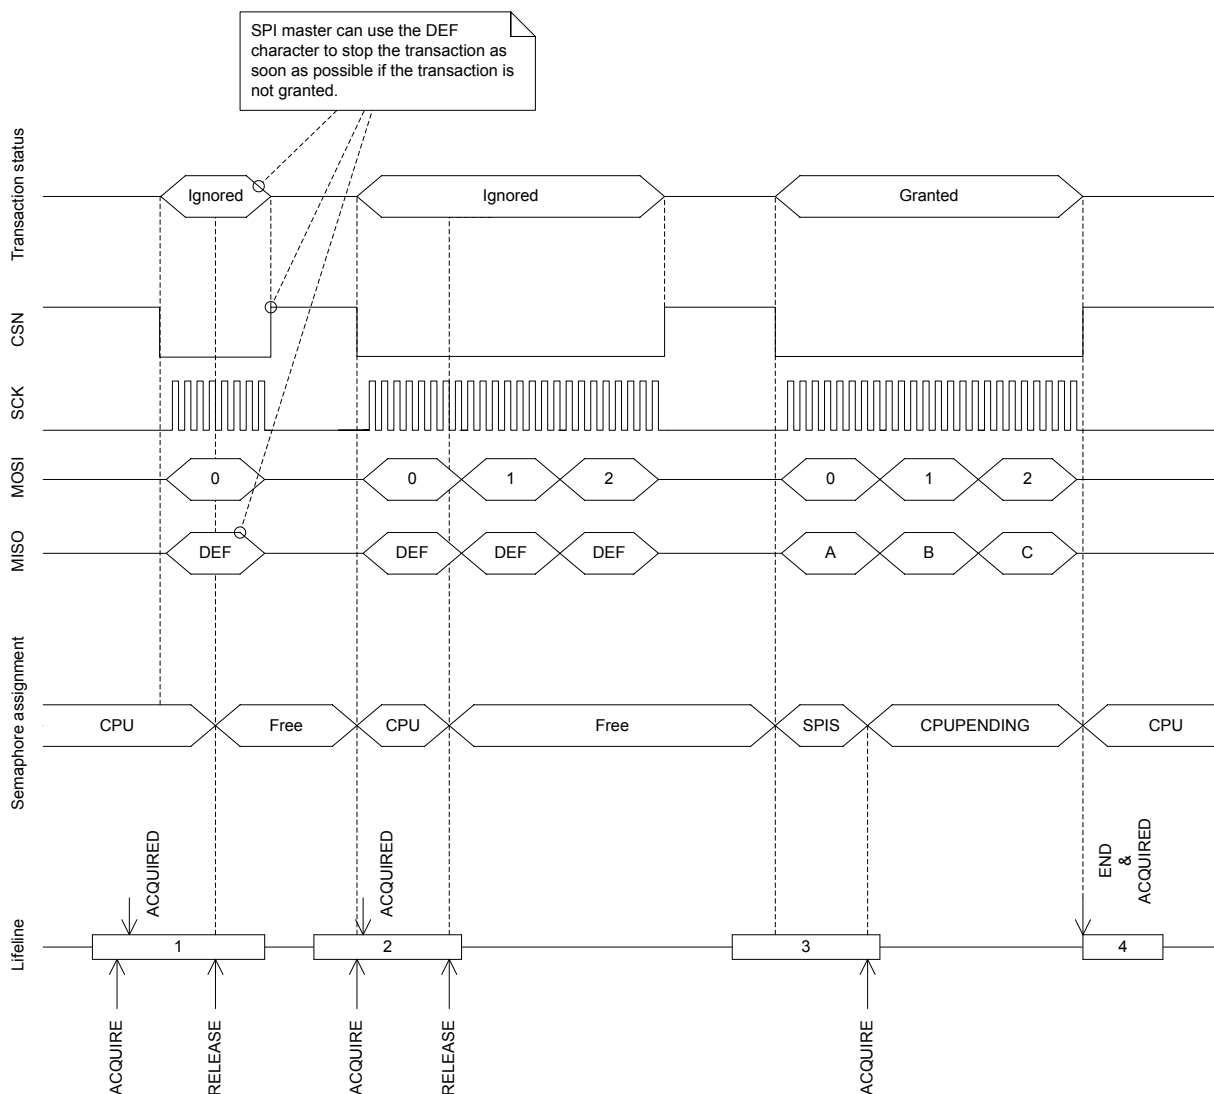 SPI master can use the DEF
character to stop the transaction as
soon as possible if the transaction is
not granted.
Transaction status
Ignored
Ignored
Granted
CSN
SCK
MOSI
0
0
1
2
0
1
2
MISO
DEF
DEF
DEF
DEF
A
B
C
Semaphore assignment
CPU
Free
CPU
Free
SPIS
CPUPENDING
CPU
ACQUIRED
ACQUIRED
END
&
ACQUIRED
Lifeline
1
2
3
4
ACQUIRE
RELEASE
ACQUIRE
RELEASE
ACQUIRE